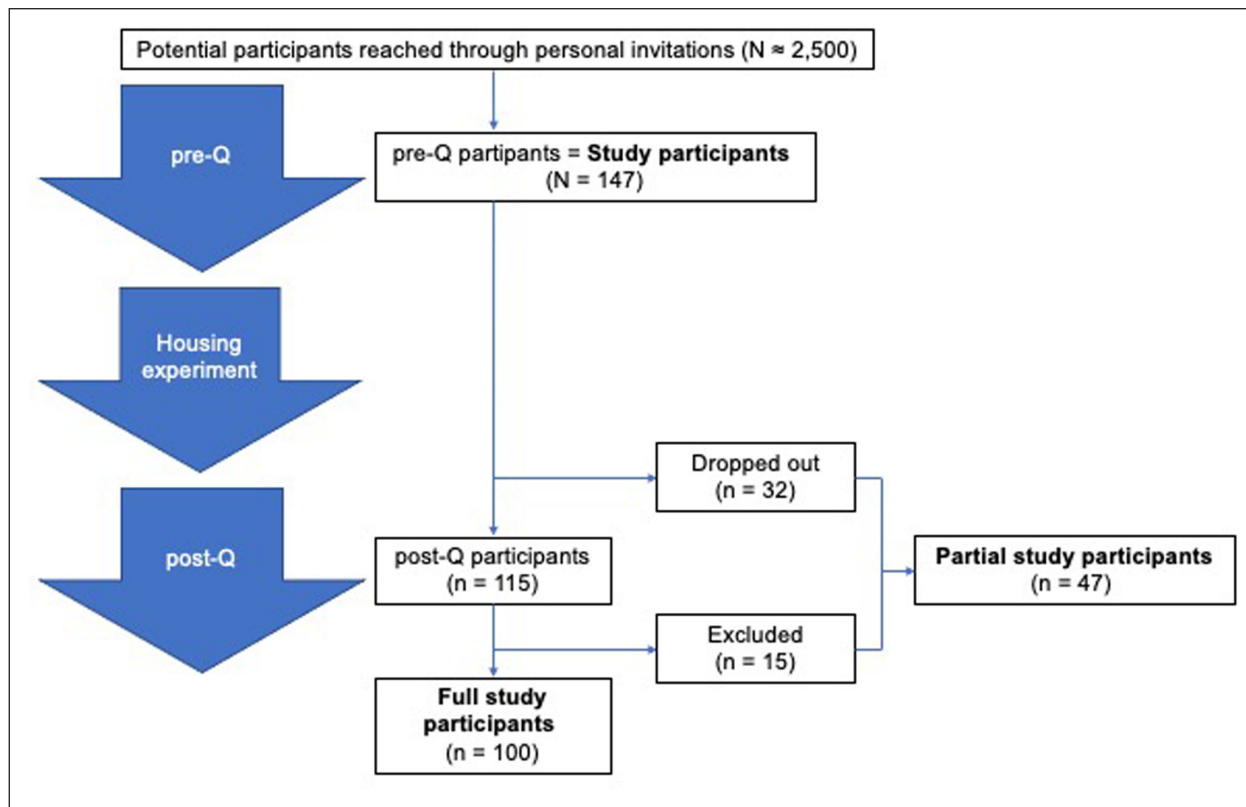 Potential participants reached through personal invitations (N ≈ 2,500)
pre-Q
pre-Q partipants = Study participants
(N = 147)
Housing
experiment
Dropped out
(n = 32)
post-Q
post-Q participants
(n = 115)
Partial study participants
(n = 47)
Excluded
(n = 15)
Full study
participants
(n = 100)